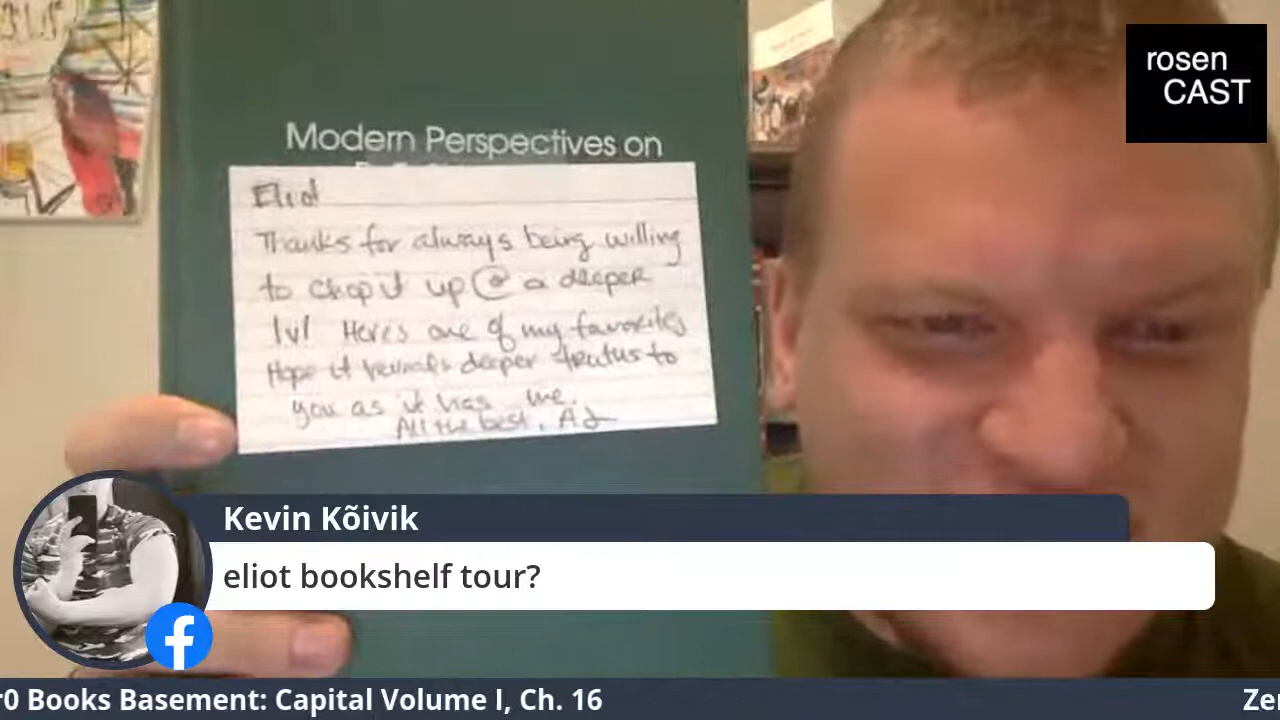 rosen
CAST
Modern Perspectives on
Eliot
Thanks for always being willing
to chop it up @ a deeper
lvl Here's one of my favorites
Hope it reveals deeper truths to
you as it has me.
All the best, AJ
Kevin Kõivik
eliot bookshelf tour?
r0 Books Basement: Capital Volume I, Ch. 16
Zer